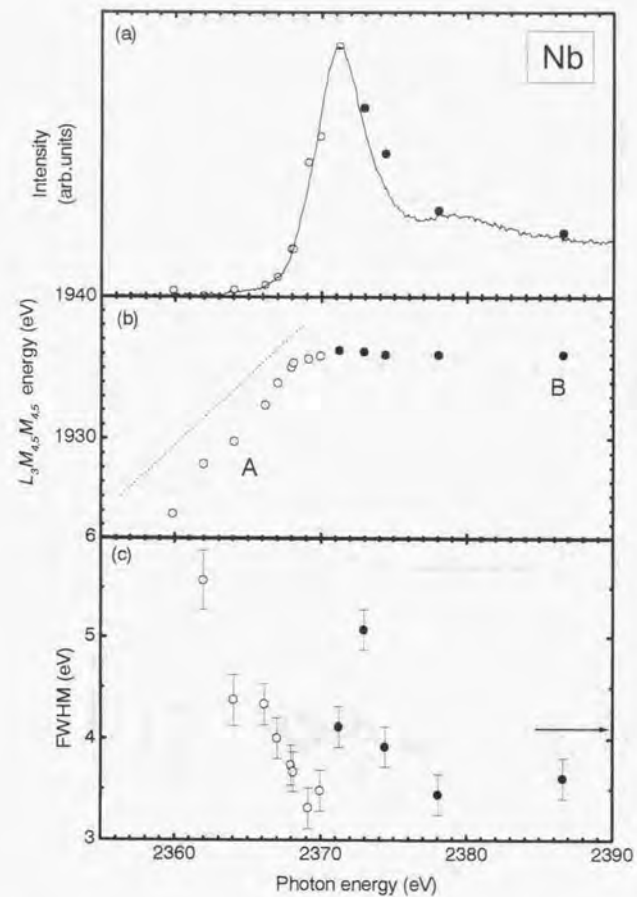 (a)
Nb
Intensity
(arb.units)
1940
(b)
L₃M₄,₅M₄,₅ energy (eV)
1930
A
B
6
(c)
5
FWHM (eV)
4
3
2360 2370 2380 2390
Photon energy (eV)